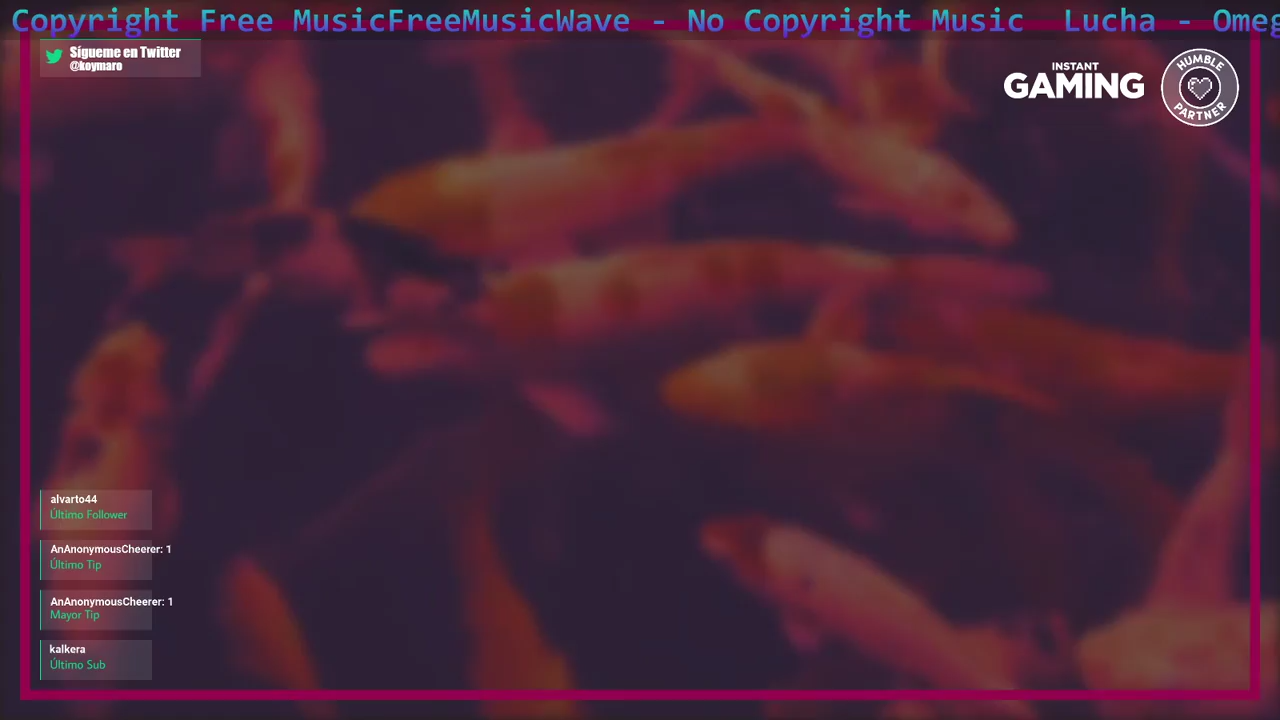 Copyright Free MusicFreeMusicWave - No Copyright Music Lucha - Omeg
Sígueme en Twitter
@koymaro
INSTANT
GAMING
HUMBLE
PARTNER
alvarto44
Último Follower
AnAnonymousCheerer: 1
Último Tip
AnAnonymousCheerer: 1
Mayor Tip
kalkera
Último Sub